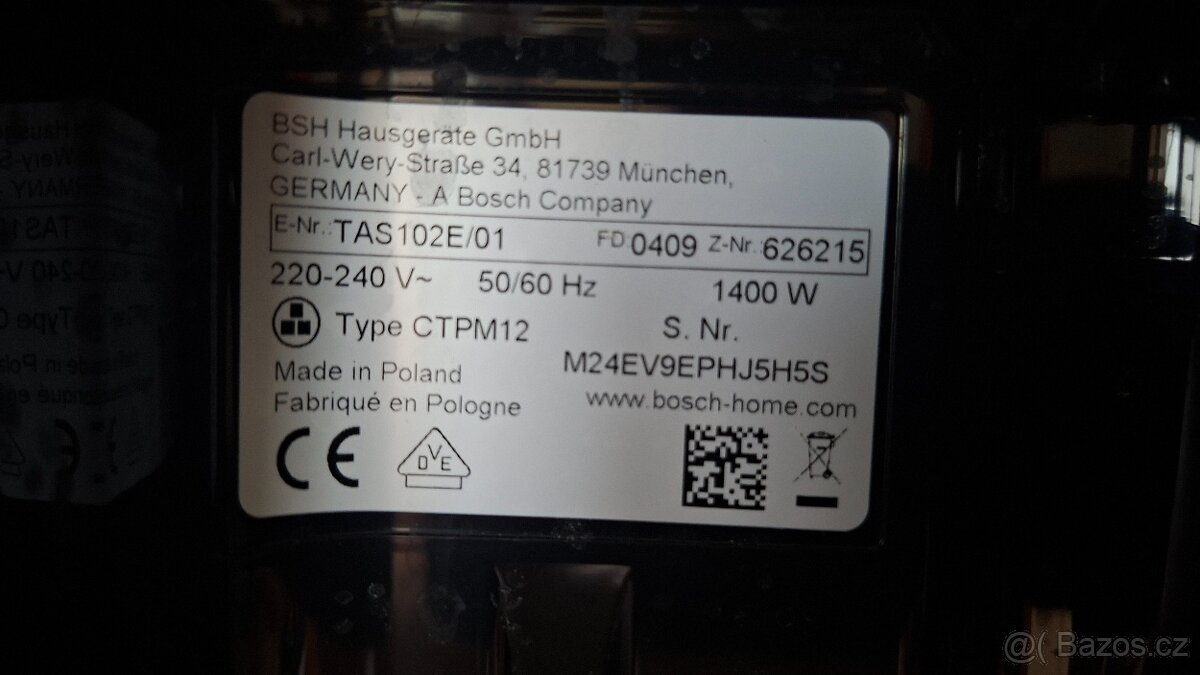 BSH Hausgeräte GmbH
Carl-Wery-Straße 34, 81739 München,
GERMANY - A Bosch Company
E-Nr.: TAS102E/01 FD:0409 Z-Nr.:626215
220-240 V~ 50/60 Hz 1400 W
Type CTPM12 S. Nr.
M24EV9EPHJ5H5S
Made in Poland
Fabriqué en Pologne www.bosch-home.com
CE DVE
@( Bazos.cz